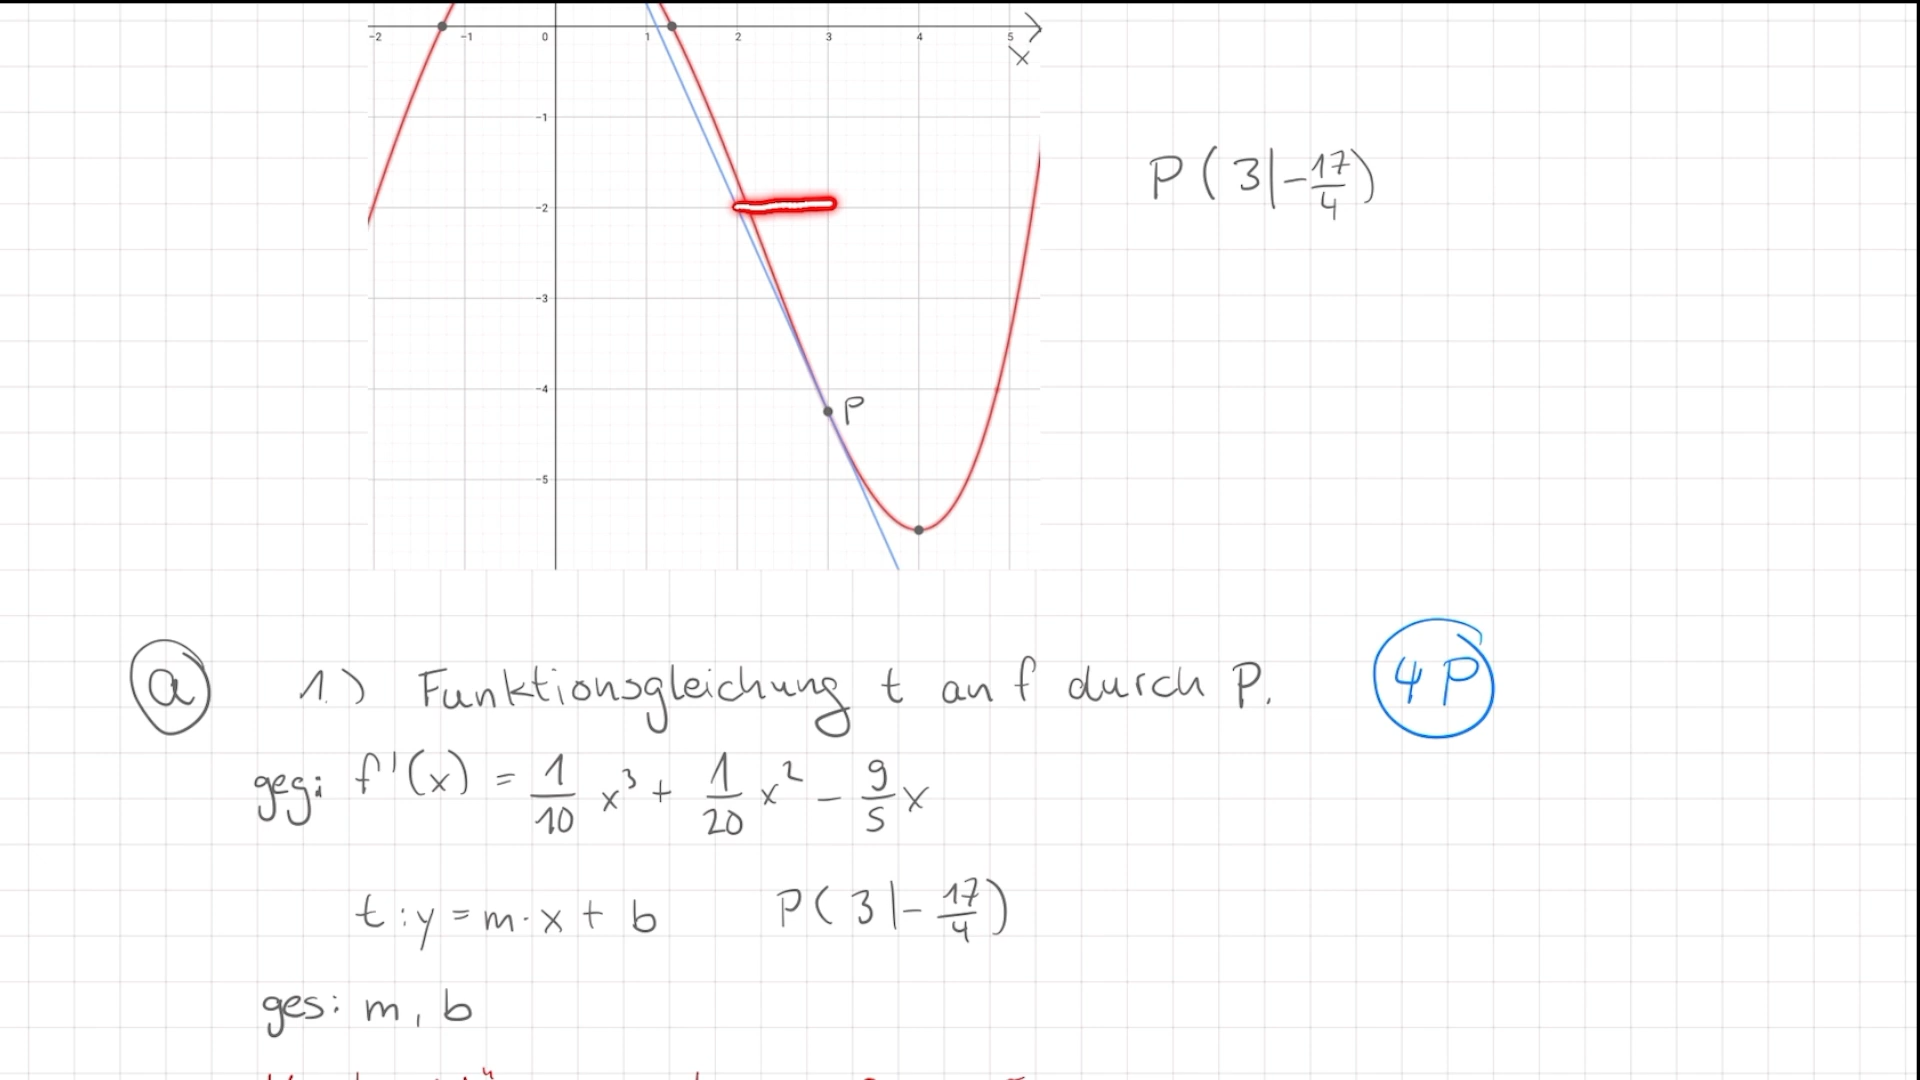 -2 -1 0 1 2 3 4 5
x
-1
-2
-3
-4
-5
P
P(3|-17/4)
a 1.) Funktionsgleichung t an f durch P. 4P
geg: f'(x) = 1/10 x³ + 1/20 x² - 9/5 x
t: y = m·x + b P(3|-17/4)
ges: m, b